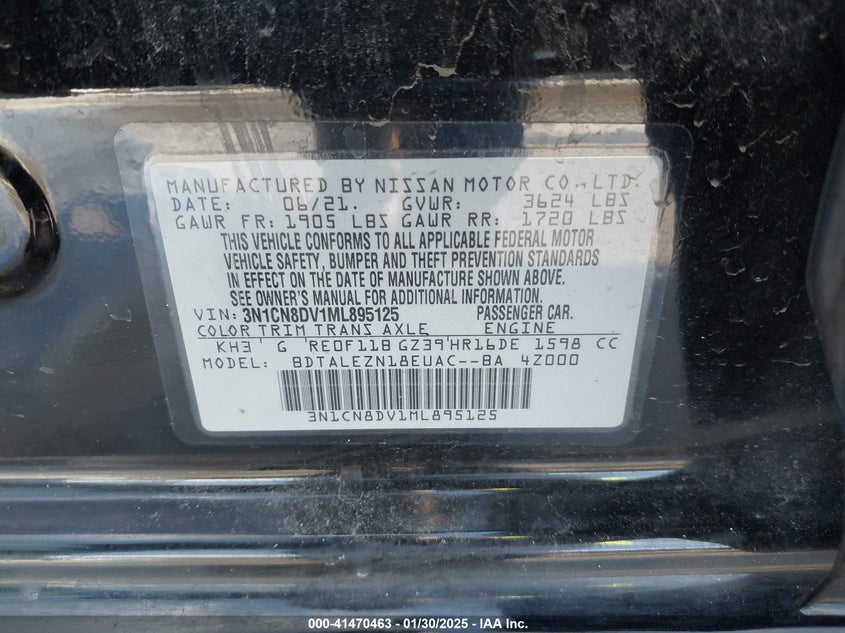 MANUFACTURED BY NISSAN MOTOR CO., LTD.
DATE: 06/21. GVWR: 3624 LBS
GAWR FR: 1905 LBS GAWR RR: 1720 LBS
THIS VEHICLE CONFORMS TO ALL APPLICABLE FEDERAL MOTOR
VEHICLE SAFETY, BUMPER AND THEFT PREVENTION STANDARDS
IN EFFECT ON THE DATE OF MANUFACTURE SHOWN ABOVE.
SEE OWNER'S MANUAL FOR ADDITIONAL INFORMATION.
VIN: 3N1CN8DV1ML895125 PASSENGER CAR.
COLOR TRIM TRANS AXLE ENGINE
KH3 G RE0F11B GZ39 HR16DE 1598 CC
MODEL: BDTALEZN18EUAC--BA 4Z000
3N1CN8DV1ML895125
000-41470463 - 01/30/2025 - IAA Inc.